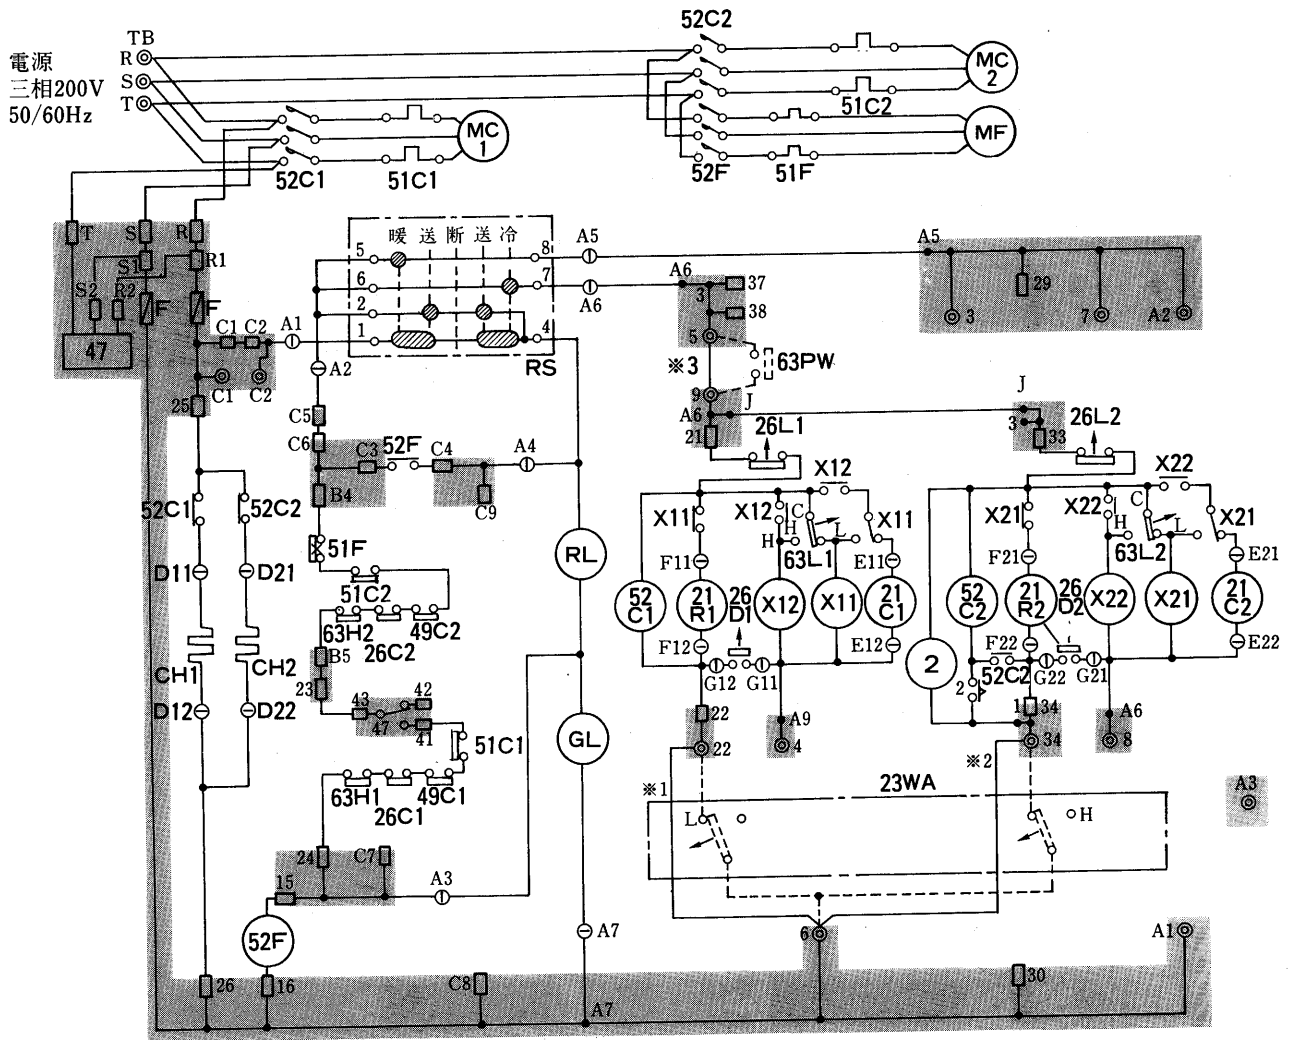 電源
三相200V
50/60Hz
TB
R
S
T
52C2
51C2
MC
2
52F
51F
MF
52C1
51C1
MC
1
T
S
R
S1
R1
S2
R2
F
F
47
C1
C2
A1
C1
C2
25
暖 送 断 送 冷
5
6
2
1
8
7
4
RS
A5
A6
A2
A5
3
29
7
A2
A6
3
37
38
5
63PW
※3
9
J
A6
21
26L1
J
3
33
26L2
C5
C6
C3
52F
C4
A4
B4
C9
51F
51C2
63H2
26C2
49C2
B5
23
43
47
42
41
51C1
63H1
26C1
49C1
24
C7
A3
15
52F
16
52C1
52C2
D11
D21
CH1
CH2
D12
D22
26
C8
RL
GL
A7
A7
X12
X11
X12
H
C
H
L
63L1
X11
F11
E11
52
C1
21
R1
26
D1
X12
X11
21
C1
F12
E12
G12
G11
22
22
A9
4
※1
X22
X21
X22
H
C
L
63L2
X21
F21
E21
52
C2
21
R2
26
D2
X22
X21
21
C2
F22
E22
2
2
52C2
G22
G21
1
34
34
A6
8
※2
23WA
L
H
A3
6
30
A1